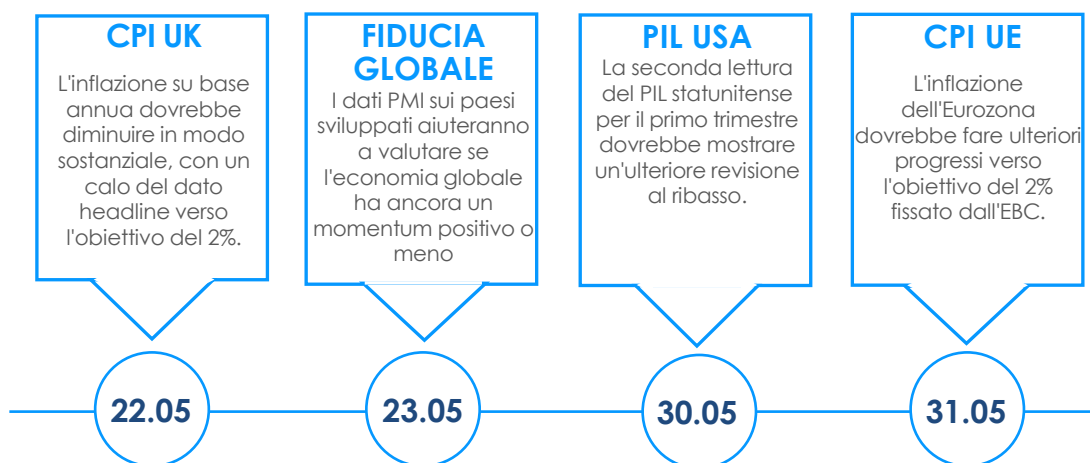 CPI UK
L'inflazione su base
annua dovrebbe
diminuire in modo
sostanziale, con un
calo del dato
headline verso
l'obiettivo del 2%.
FIDUCIA
GLOBALE
I dati PMI sui paesi
sviluppati aiuteranno
a valutare se
l'economia globale
ha ancora un
momentum positivo o
meno
PIL USA
La seconda lettura
del PIL statunitense
per il primo trimestre
dovrebbe mostrare
un'ulteriore revisione
al ribasso.
CPI UE
L'inflazione
dell'Eurozona
dovrebbe fare ulteriori
progressi verso
l'obiettivo del 2%
fissato dall'EBC.
22.05
23.05
30.05
31.05